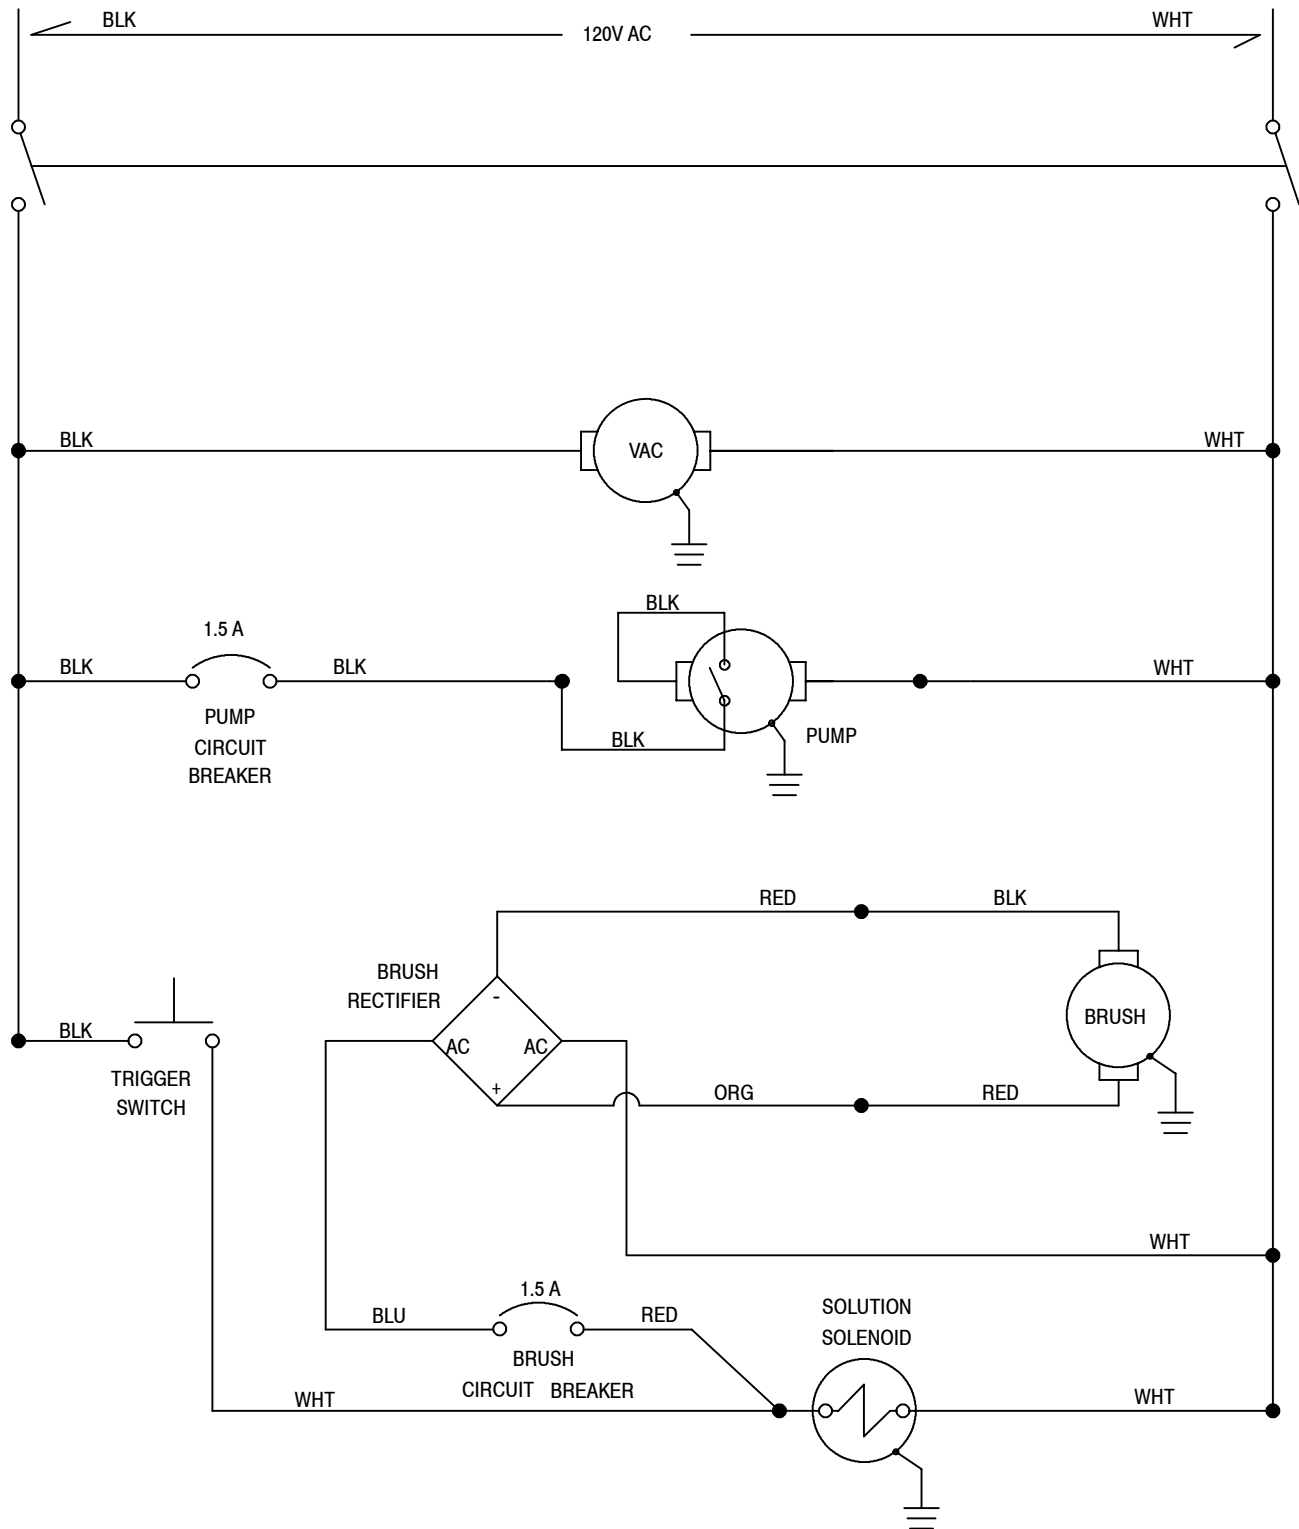 BLK
120V AC
WHT
BLK
VAC
WHT
BLK
1.5 A
BLK
BLK
WHT
PUMP
CIRCUIT
BREAKER
BLK
PUMP
RED
BLK
BRUSH
RECTIFIER
-
BRUSH
BLK
AC
AC
+
TRIGGER
SWITCH
ORG
RED
WHT
1.5 A
BLU
RED
SOLUTION
SOLENOID
BRUSH
CIRCUIT BREAKER
WHT
WHT